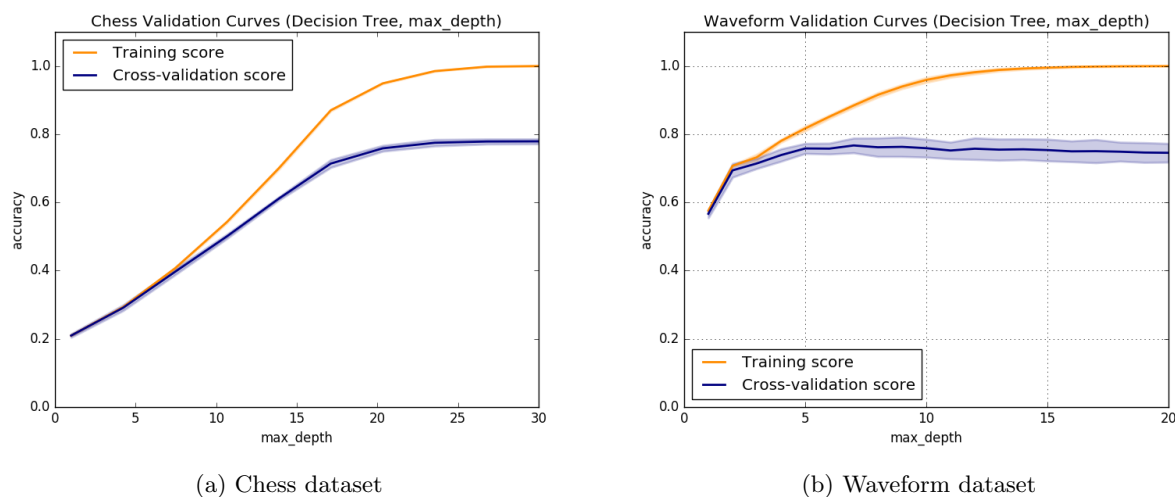 Chess Validation Curves (Decision Tree, max_depth)
Training score
Cross-validation score
accuracy
1.0
0.8
0.6
0.4
0.2
0.0
0 5 10 15 20 25 30
max_depth
(a) Chess dataset
Waveform Validation Curves (Decision Tree, max_depth)
accuracy
1.0
0.8
0.6
0.4
0.2
0.0
Training score
Cross-validation score
0 5 10 15 20
max_depth
(b) Waveform dataset